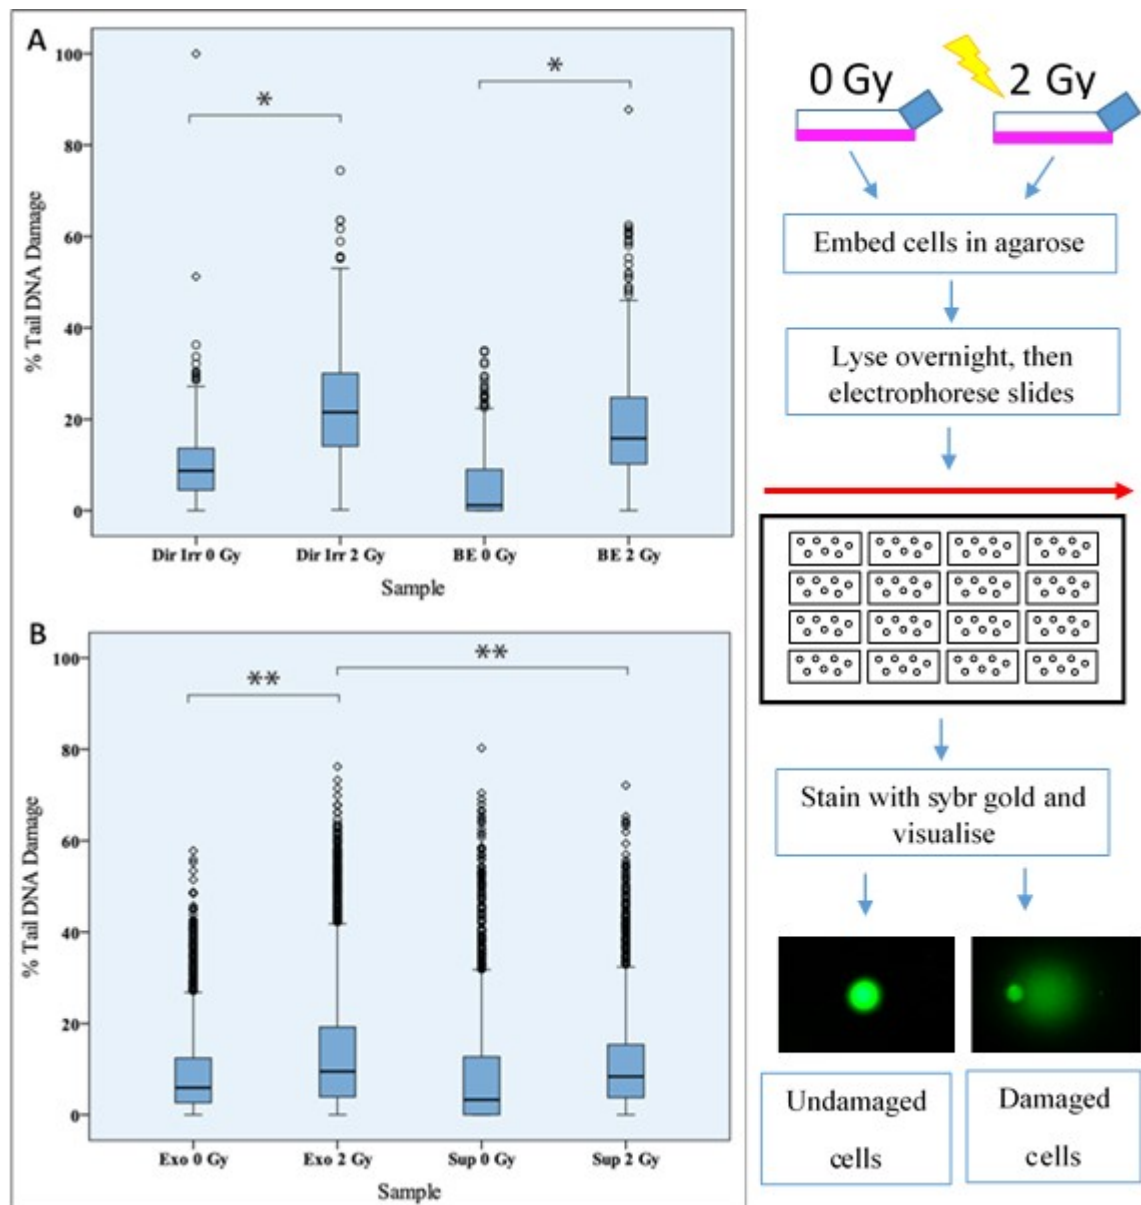 A
*
*
100
80
60
40
20
0
% Tail DNA Damage
Dir Irr 0 Gy
Dir Irr 2 Gy
BE 0 Gy
BE 2 Gy
Sample
B
**
**
100
80
60
40
20
0
% Tail DNA Damage
Exo 0 Gy
Exo 2 Gy
Sup 0 Gy
Sup 2 Gy
Sample
0 Gy
2 Gy
Embed cells in agarose
Lyse overnight, then
electrophorese slides
Stain with sybr gold and
visualise
Undamaged
cells
Damaged
cells